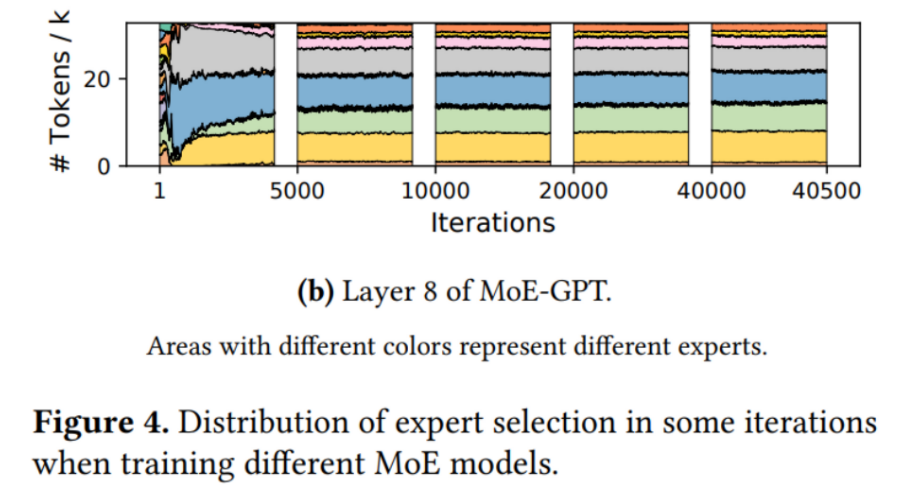 # Tokens / k
20
0
1 5000 10000 20000 40000 40500
Iterations
(b) Layer 8 of MoE-GPT.
Areas with different colors represent different experts.
Figure 4. Distribution of expert selection in some iterations
when training different MoE models.